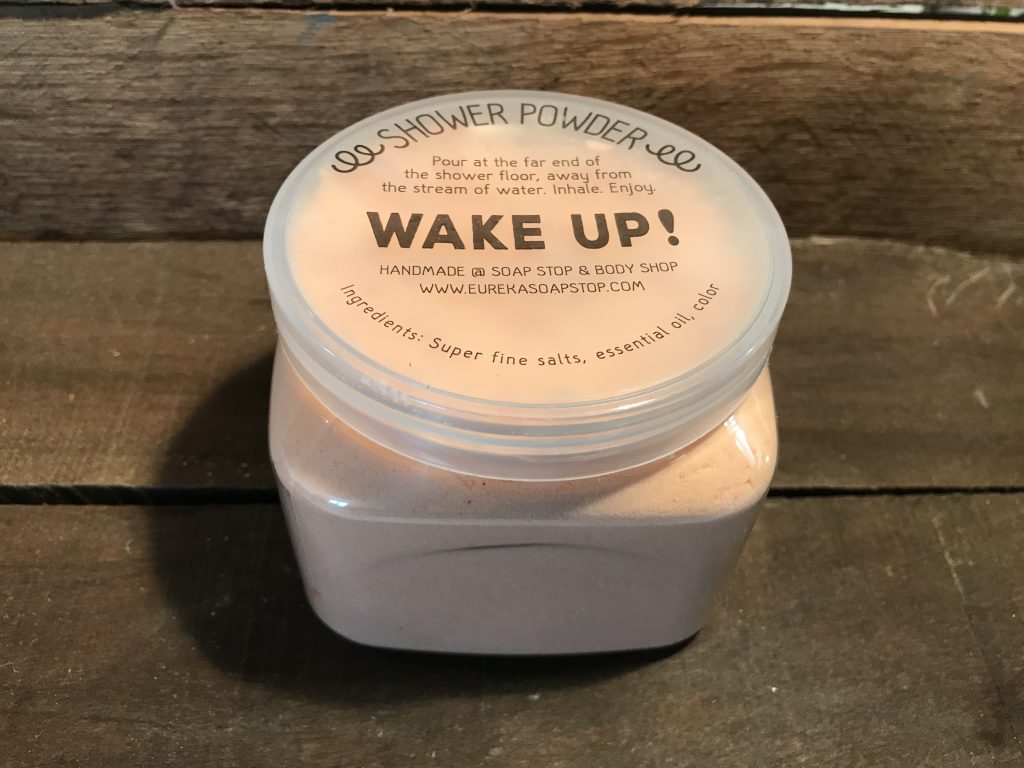 SHOWER POWDER
Pour at the far end of
the shower floor, away from
the stream of water. Inhale. Enjoy.
WAKE UP!
HANDMADE @ SOAP STOP & BODY SHOP
WWW.EUREKASOAPSTOP.COM
Ingredients: Super fine salts, essential oil, color